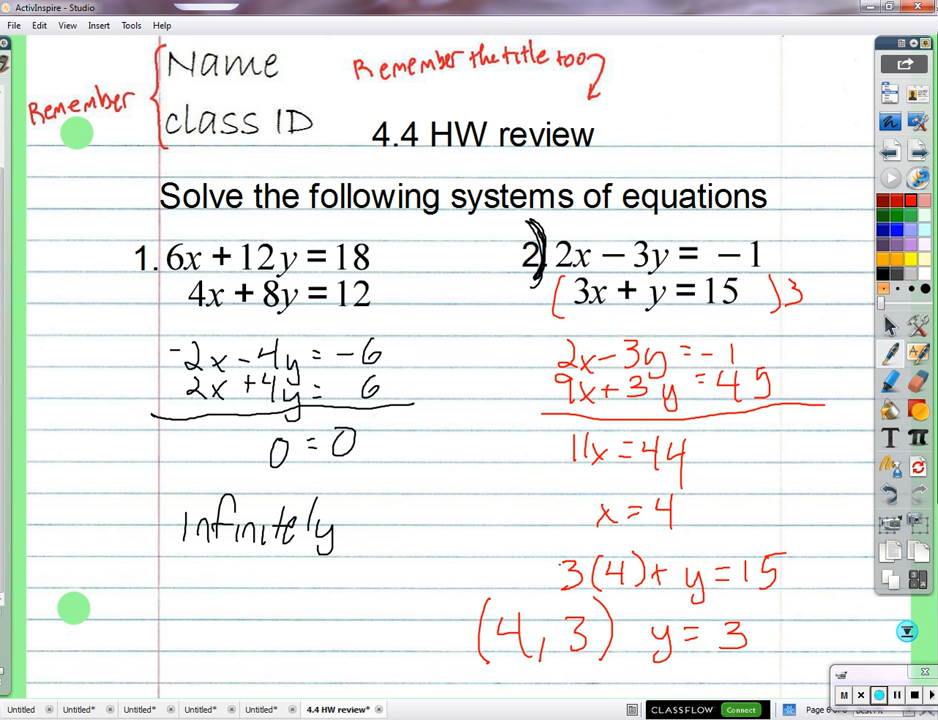 ActivInspire - Studio
File Edit View Insert Tools Help
Remember
Name
class ID
Remember the title too
4.4 HW review
Solve the following systems of equations
1. 6x + 12y = 18
4x + 8y = 12
-2x - 4y = -6
2x + 4y = 6
0 = 0
infinitely
2) 2x − 3y = − 1
( 3x + y = 15 ) 3
2x - 3y = -1
9x + 3y = 45
11x = 44
x = 4
3(4) + y = 15
(4, 3) y = 3
Untitled Untitled* Untitled* Untitled* Untitled* 4.4 HW review* CLASSFLOW Connect